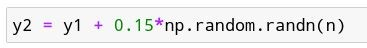 y2 = y1 + 0.15*np.random.randn(n)